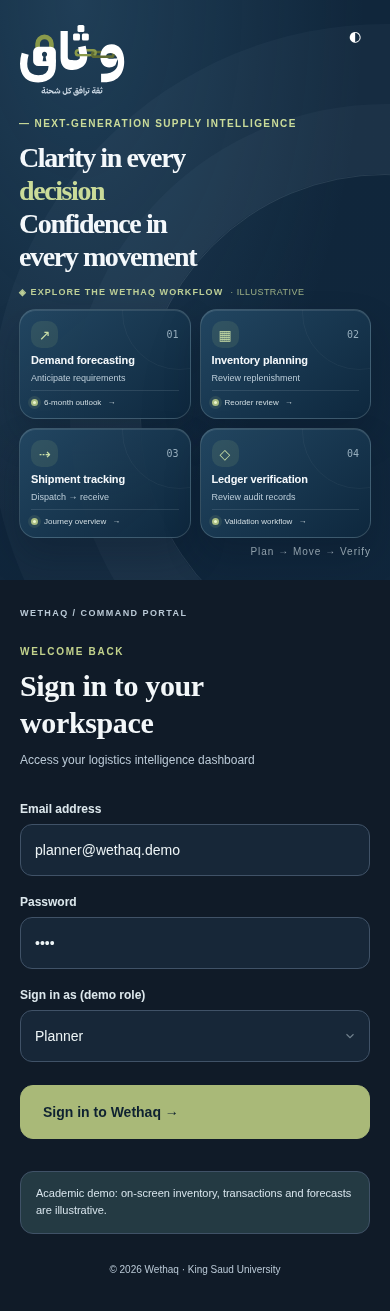 وثاق
ثقة ترافق كل شحنة
— NEXT-GENERATION SUPPLY INTELLIGENCE
Clarity in every
decision
Confidence in
every movement
◈ EXPLORE THE WETHAQ WORKFLOW · ILLUSTRATIVE
↗ 01
Demand forecasting
Anticipate requirements
6-month outlook →
▦ 02
Inventory planning
Review replenishment
Reorder review →
⇢ 03
Shipment tracking
Dispatch → receive
Journey overview →
◇ 04
Ledger verification
Review audit records
Validation workflow →
Plan → Move → Verify
WETHAQ / COMMAND PORTAL
WELCOME BACK
Sign in to your
workspace
Access your logistics intelligence dashboard
Email address
planner@wethaq.demo
Password
••••
Sign in as (demo role)
Planner
Sign in to Wethaq →
Academic demo: on-screen inventory, transactions and forecasts
are illustrative.
© 2026 Wethaq · King Saud University